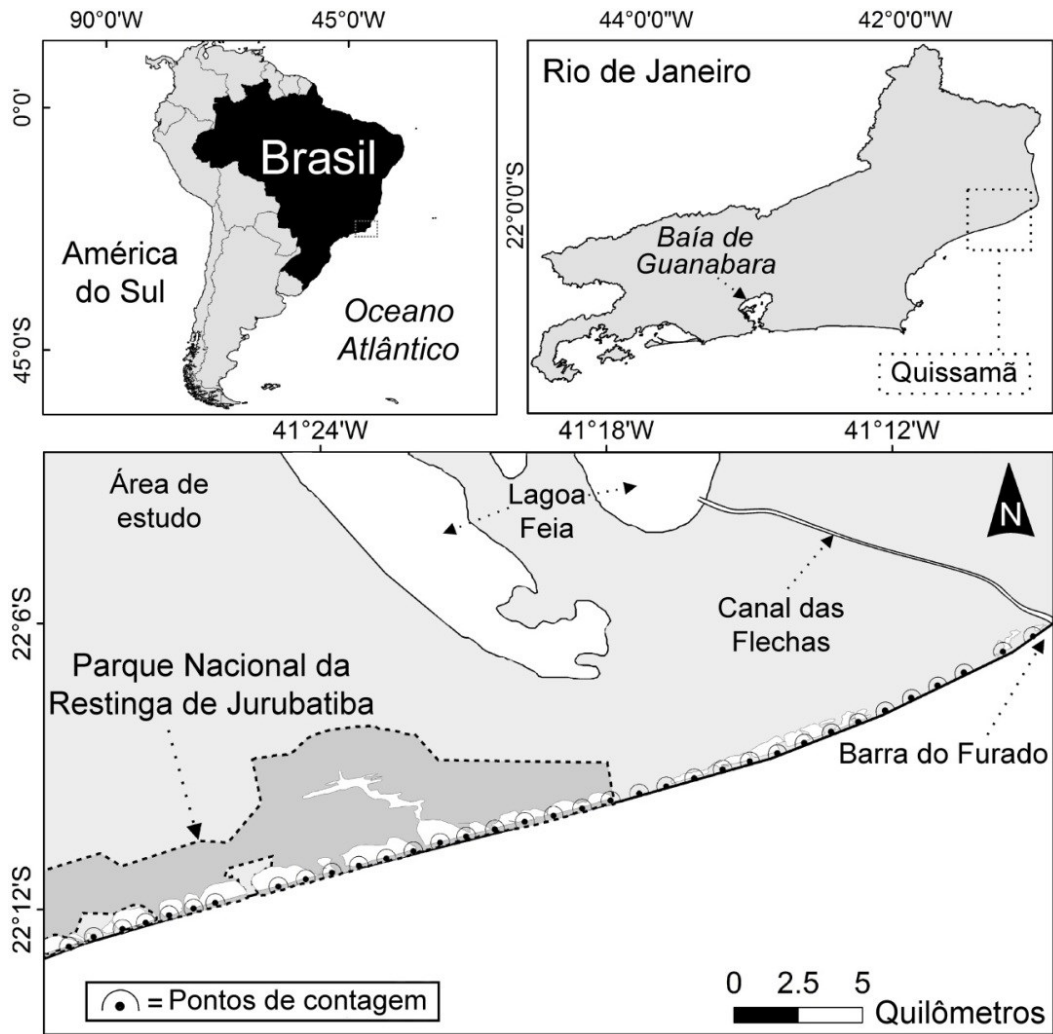 90°0'W
45°0'W
0°0'
45°0'S
Brasil
América
do Sul
Oceano
Atlântico
44°0'W
42°0'W
22°0'0"S
Rio de Janeiro
Baía de
Guanabara
Quissamã
41°24'W
41°18'W
41°12'W
22°6'S
22°12'S
Área de
estudo
Lagoa
Feia
N
Canal das
Flechas
Parque Nacional da
Restinga de Jurubatiba
Barra do Furado
= Pontos de contagem
0 2.5 5
Quilômetros